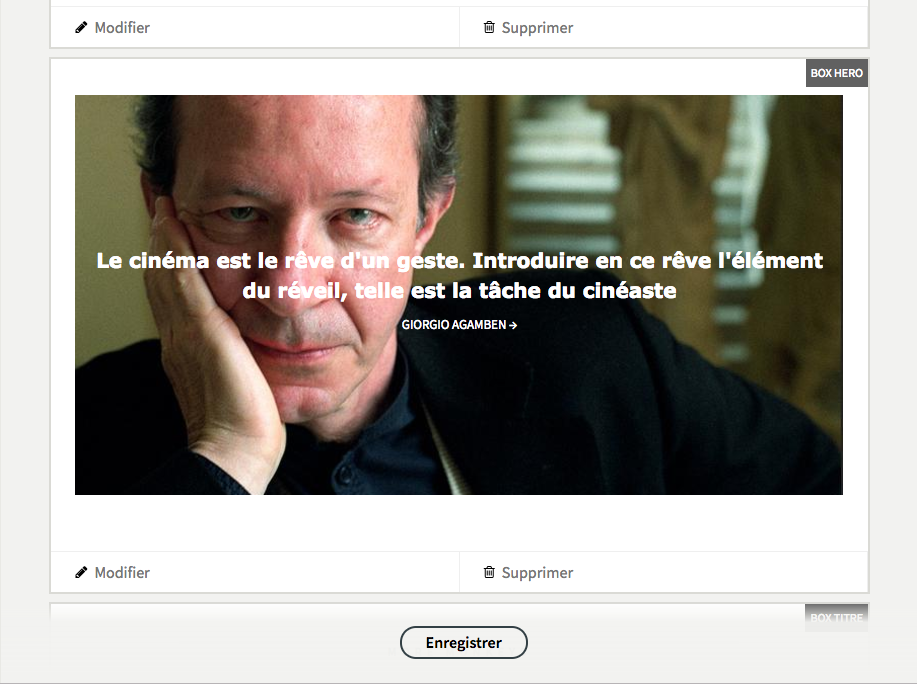 Modifier
Supprimer
BOX HERO
Le cinéma est le rêve d'un geste. Introduire en ce rêve l'élément
du réveil, telle est la tâche du cinéaste
GIORGIO AGAMBEN →
Modifier
Supprimer
BOX TITRE
Enregistrer